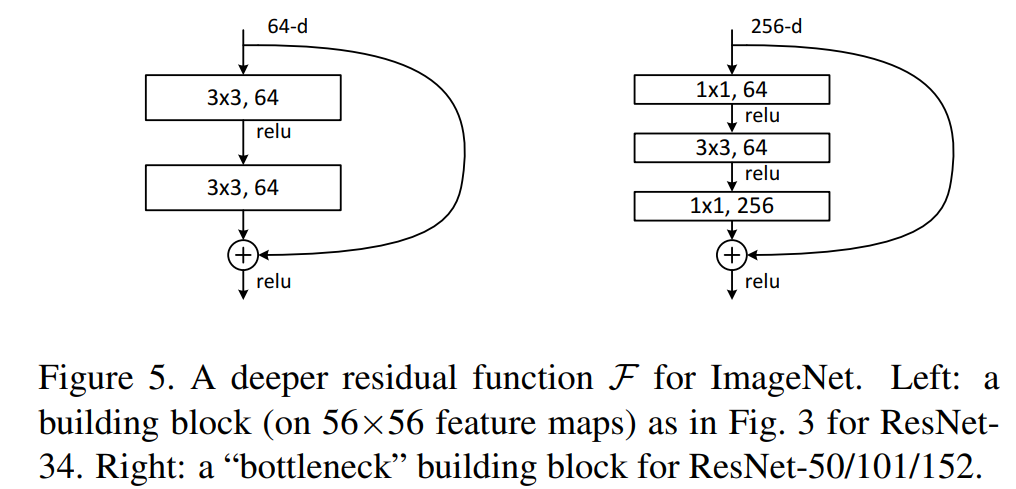 64-d
3x3, 64
relu
3x3, 64
+
relu
256-d
1x1, 64
relu
3x3, 64
relu
1x1, 256
+
relu
Figure 5. A deeper residual function F for ImageNet. Left: a
building block (on 56×56 feature maps) as in Fig. 3 for ResNet-
34. Right: a “bottleneck” building block for ResNet-50/101/152.